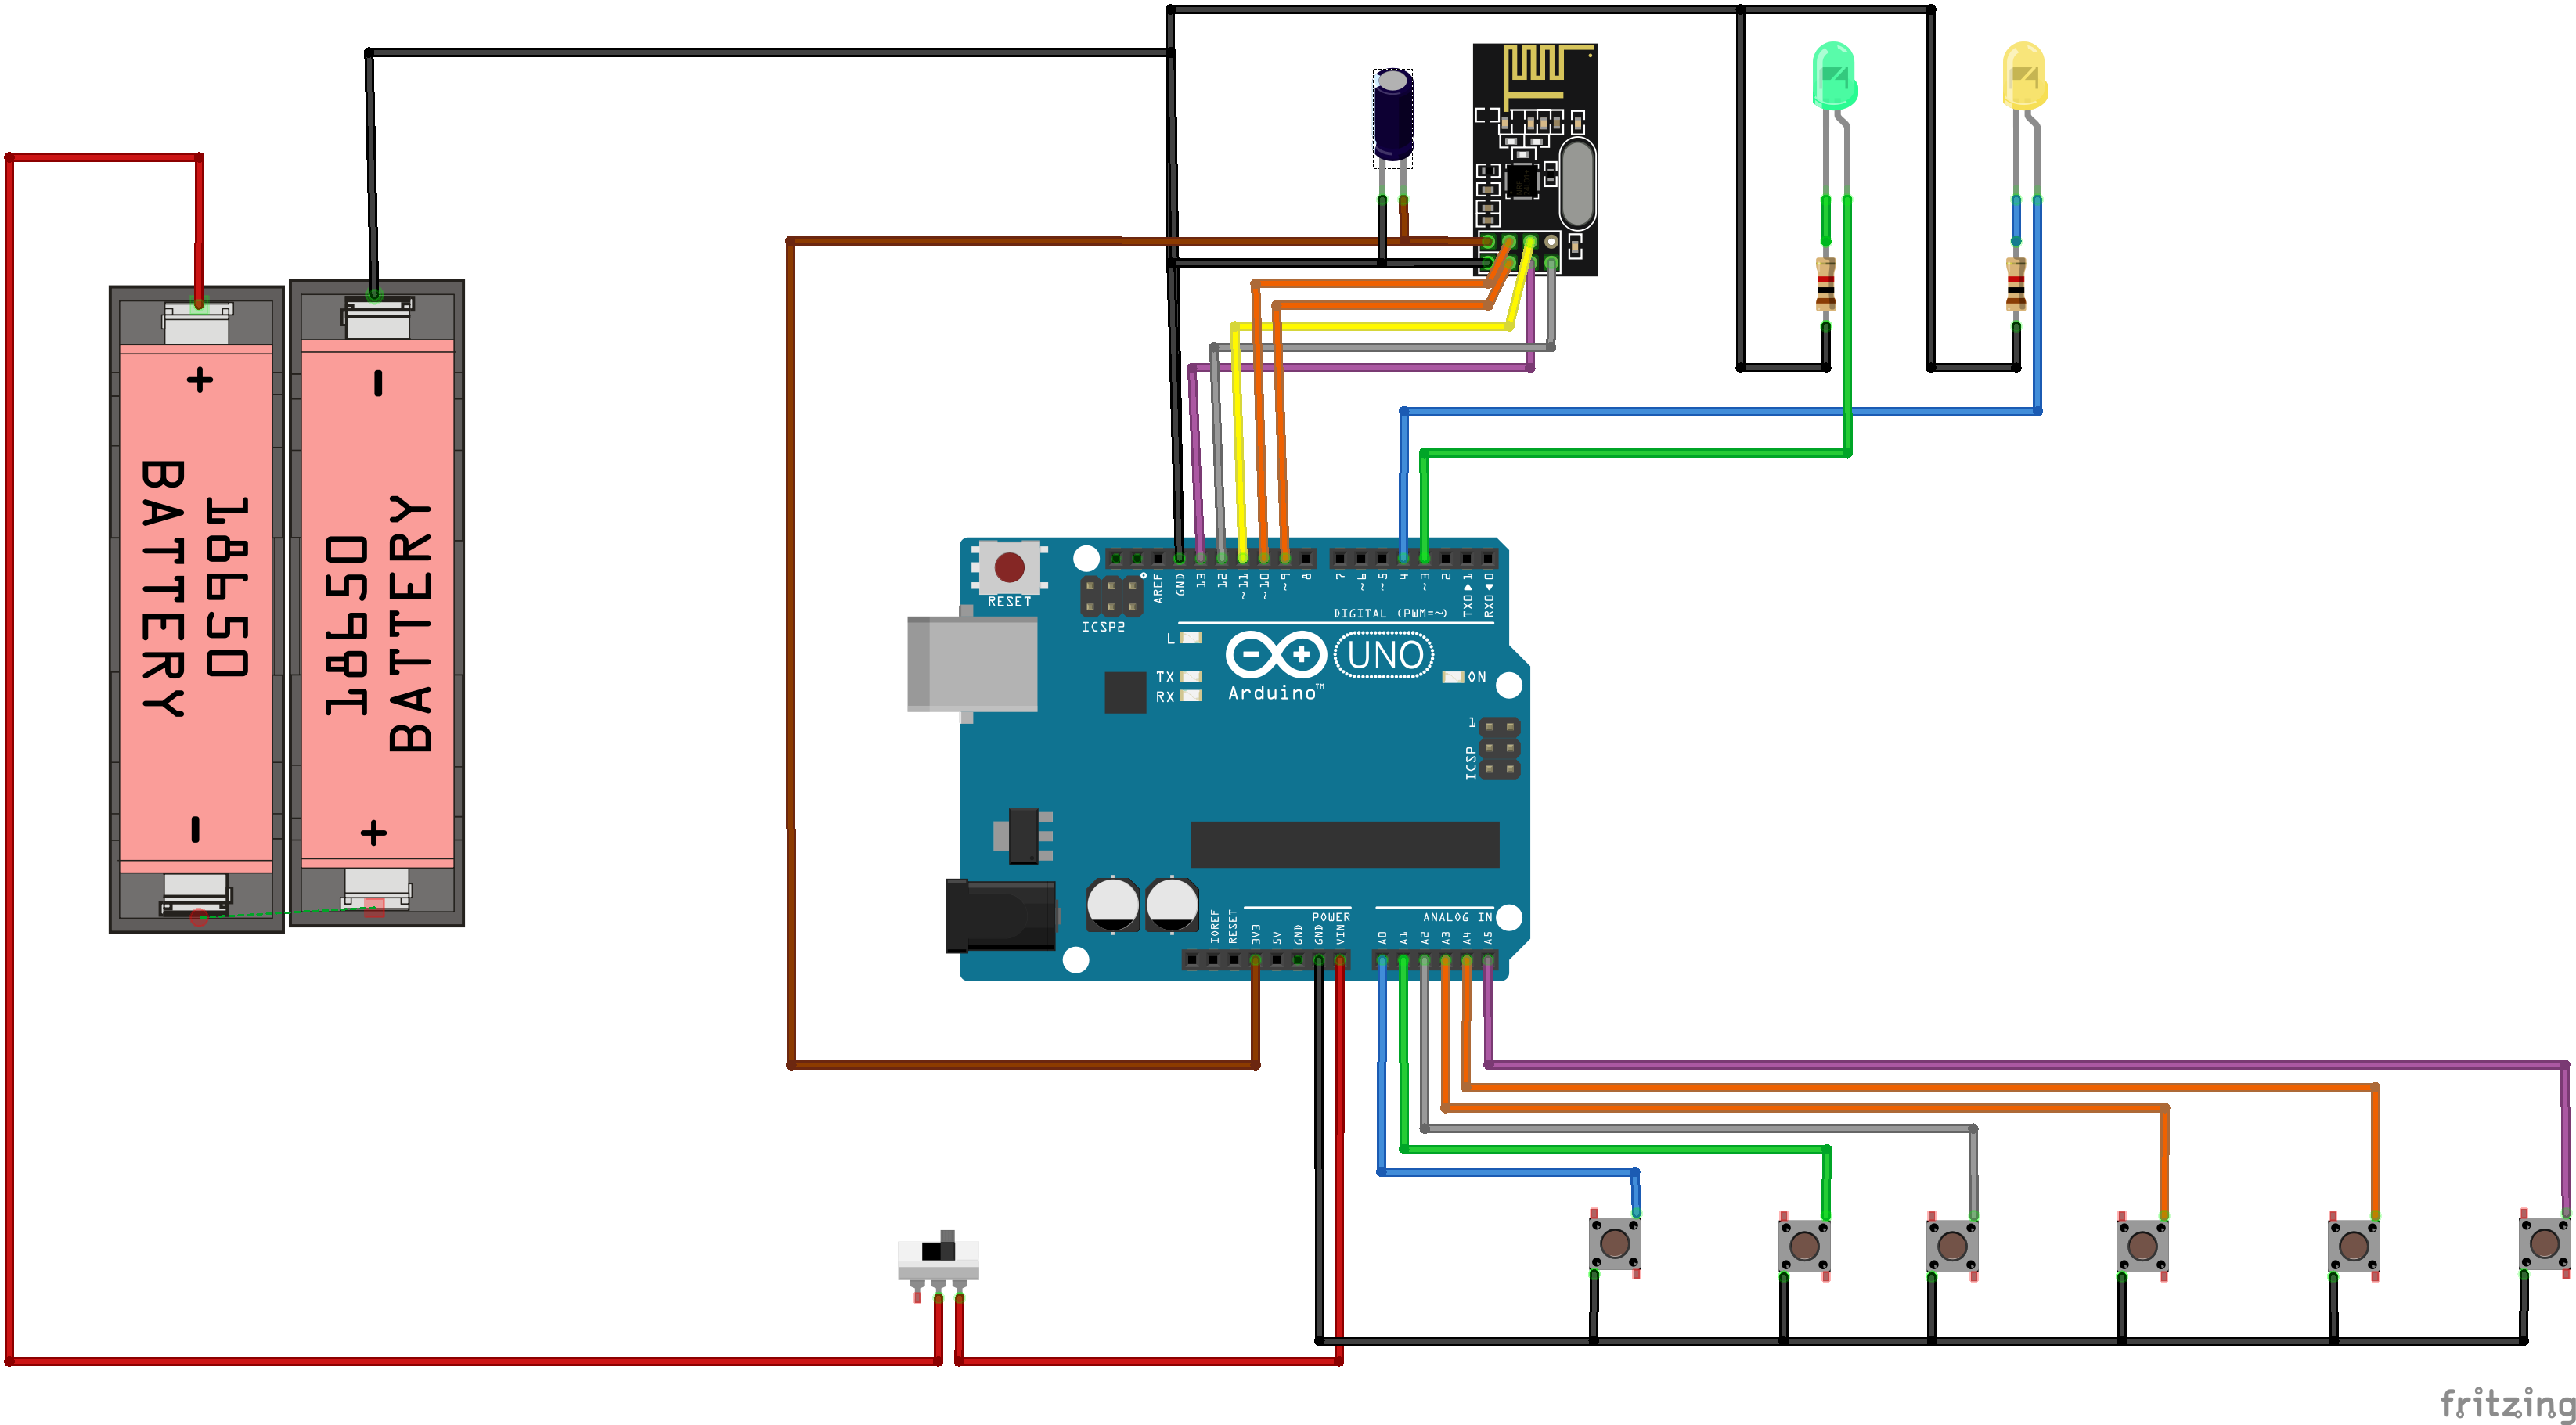 +
18650
BATTERY
-
-
18650
BATTERY
+
RESET
ICSP2
AREF
GND
13
12
~11
~10
~9
8
7
~6
~5
4
~3
2
TX0▶1
RX0◀0
DIGITAL (PWM=~)
L
TX
RX
UNO
Arduino™
ON
1
ICSP
IOREF
RESET
3V3
5V
GND
GND
VIN
POWER
ANALOG IN
A0
A1
A2
A3
A4
A5
fritzing